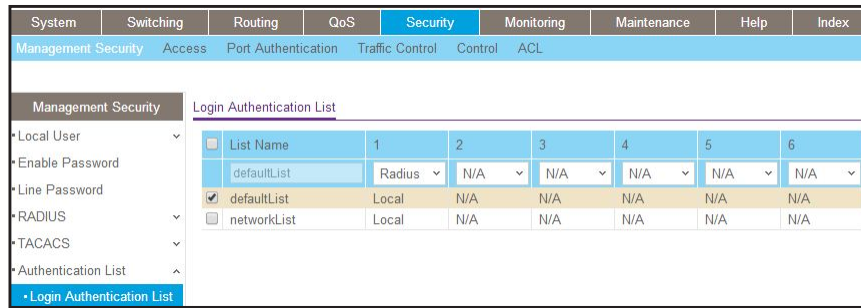 System Switching Routing QoS Security Monitoring Maintenance Help Index
Management Security Access Port Authentication Traffic Control Control ACL
Management Security
Local User
Enable Password
Line Password
RADIUS
TACACS
Authentication List
Login Authentication List
Login Authentication List
List Name 1 2 3 4 5 6
defaultList Radius N/A N/A N/A N/A N/A
defaultList Local N/A N/A N/A N/A N/A
networkList Local N/A N/A N/A N/A N/A